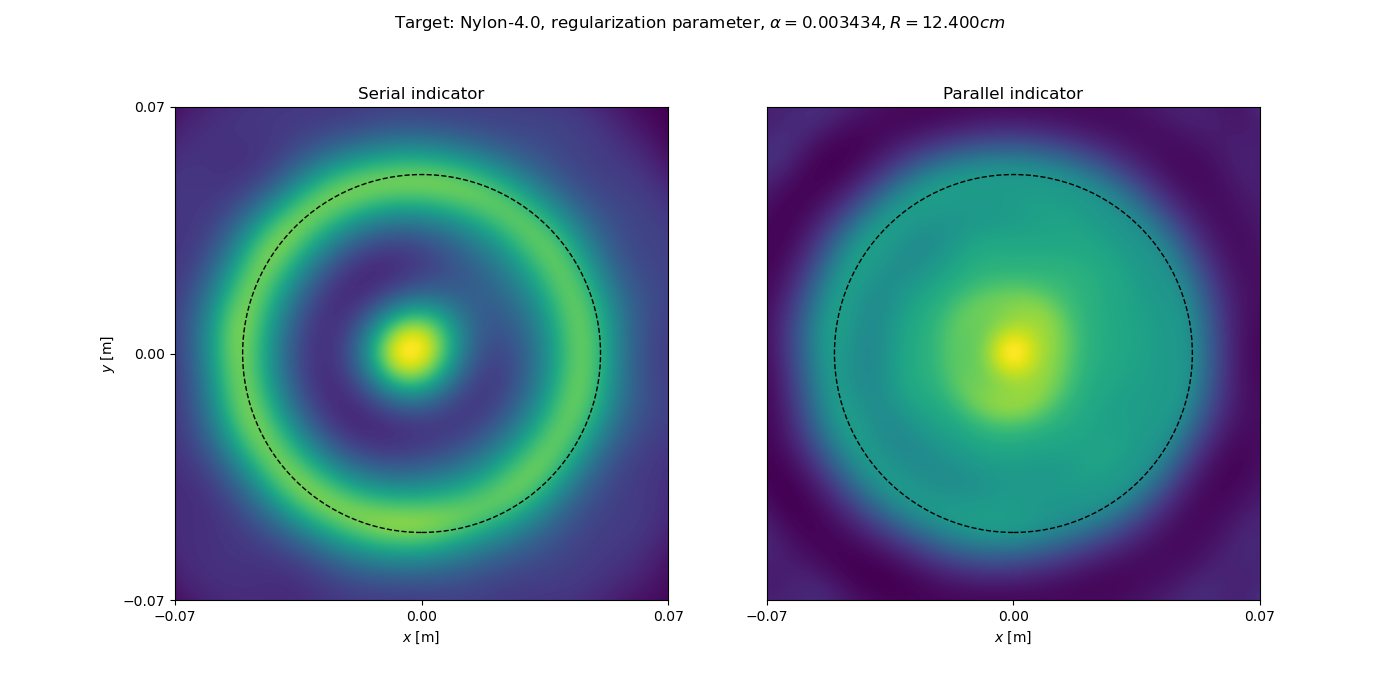 Target: Nylon-4.0, regularization parameter, α = 0.003434, R = 12.400cm
Serial indicator
Parallel indicator
0.07
0.00
−0.07
y [m]
−0.07
0.00
0.07
x [m]
−0.07
0.00
0.07
x [m]